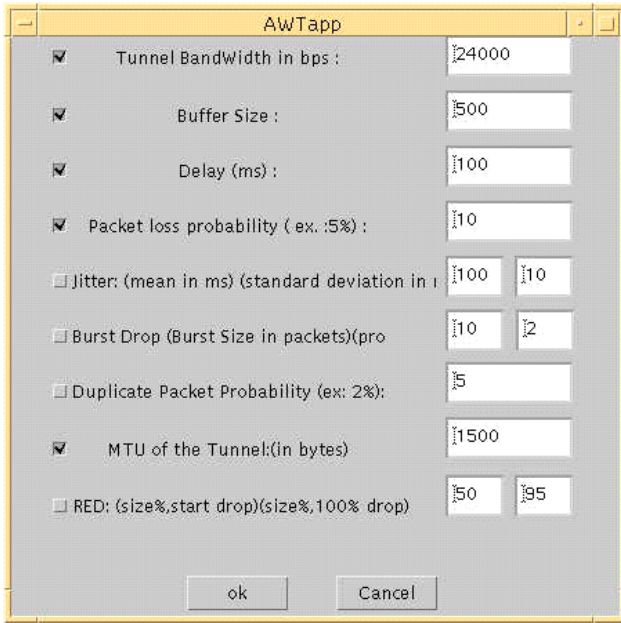 AWTapp
Tunnel BandWidth in bps : 24000
Buffer Size : 500
Delay (ms) : 100
Packet loss probability ( ex. :5%) : 10
Jitter: (mean in ms) (standard deviation in 100 10
Burst Drop (Burst Size in packets)(pro 10 2
Duplicate Packet Probability (ex: 2%): 5
MTU of the Tunnel:(in bytes) 1500
RED: (size%,start drop)(size%,100% drop) 50 95
ok Cancel